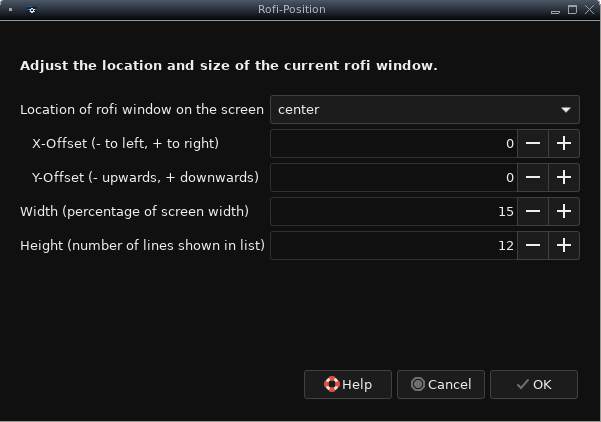 Rofi-Position
Adjust the location and size of the current rofi window.
Location of rofi window on the screen center
X-Offset (- to left, + to right) 0
Y-Offset (- upwards, + downwards) 0
Width (percentage of screen width) 15
Height (number of lines shown in list) 12
Help Cancel OK